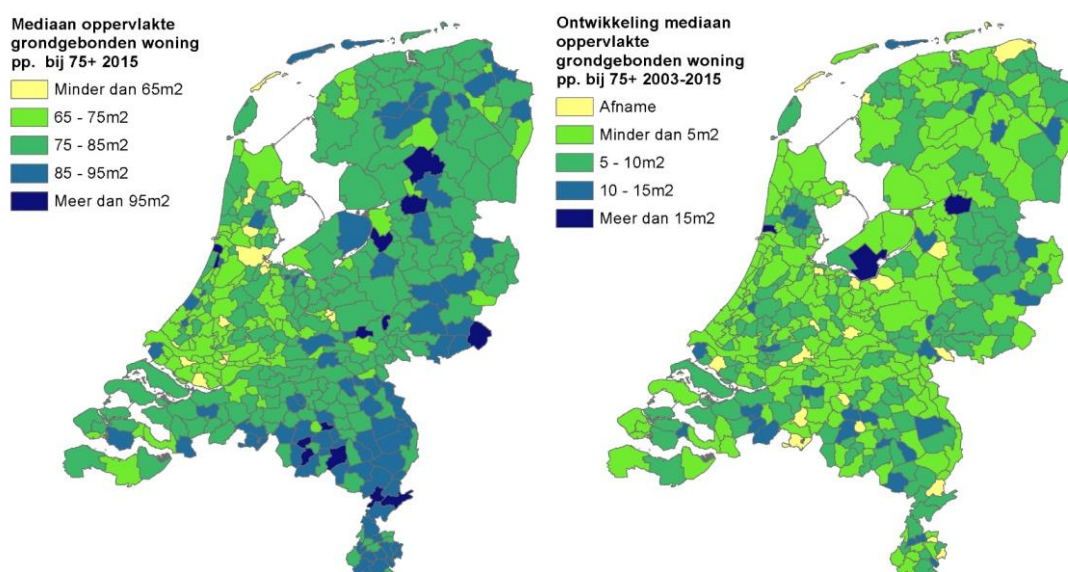 Mediaan oppervlakte
grondgebonden woning
pp. bij 75+ 2015
Minder dan 65m2
65 - 75m2
75 - 85m2
85 - 95m2
Meer dan 95m2
Ontwikkeling mediaan
oppervlakte
grondgebonden woning
pp. bij 75+ 2003-2015
Afname
Minder dan 5m2
5 - 10m2
10 - 15m2
Meer dan 15m2